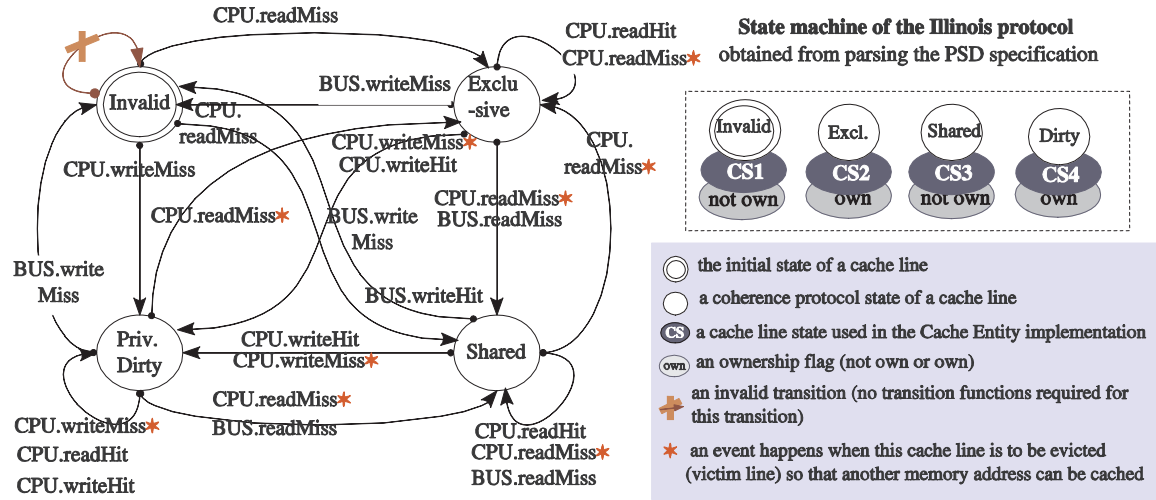 CPU.readMiss
CPU.readHit
CPU.readMiss✶
State machine of the Illinois protocol
obtained from parsing the PSD specification
Invalid
BUS.writeMiss
Exclu
-sive
CPU.
readMiss
CPU.writeMiss✶
CPU.writeHit
CPU.
readMiss✶
CPU.writeMiss
CPU.readMiss✶
BUS.readMiss
CPU.readMiss✶
BUS.write
Miss
BUS.write
Miss
BUS.writeHit
Priv.
Dirty
CPU.writeHit
CPU.writeMiss✶
Shared
CPU.readMiss✶
BUS.readMiss
CPU.writeMiss✶
CPU.readHit
CPU.writeHit
CPU.readHit
CPU.readMiss✶
BUS.readMiss
Invalid
CS1
not own
Excl.
CS2
own
Shared
CS3
not own
Dirty
CS4
own
the initial state of a cache line
a coherence protocol state of a cache line
CS a cache line state used in the Cache Entity implementation
own an ownership flag (not own or own)
an invalid transition (no transition functions required for
this transition)
✶ an event happens when this cache line is to be evicted
(victim line) so that another memory address can be cached